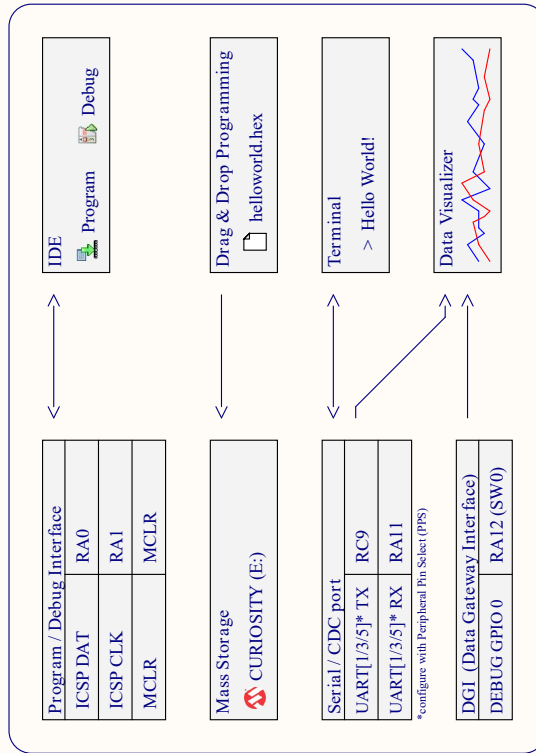 Program / Debug Interface
ICSP DAT RA0
ICSP CLK RA1
MCLR MCLR
IDE
Program Debug
Mass Storage
CURIOSITY (E:)
Drag & Drop Programming
helloworld.hex
Serial / CDC port
UART[1/3/5]* TX RC9
UART[1/3/5]* RX RA11
*configure with Peripheral Pin Select (PPS)
Terminal
> Hello World!
DGI (Data Gateway Interface)
DEBUG GPIO 0 RA12 (SW0)
Data Visualizer